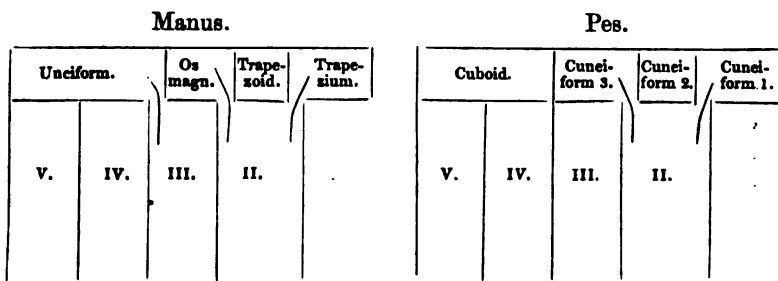 Manus. Pes.
Unciform. Os magn. Trape-zoid. Trape-zium. Cuboid. Cunei-form 3. Cunei-form 2. Cunei-form 1.
V. IV. III. II. V. IV. III. II.